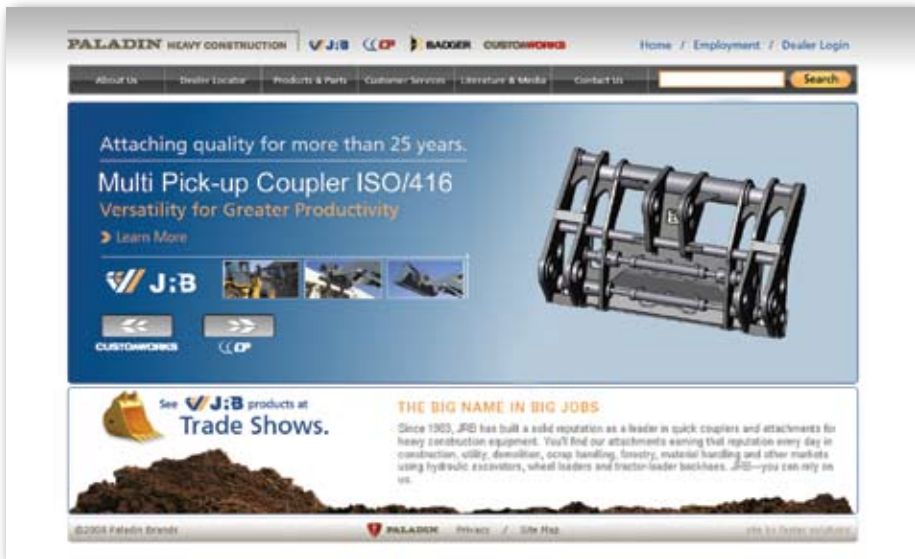 PALADIN HEAVY CONSTRUCTION JRB CP BADGER CUSTOMWORKS
Home / Employment / Dealer Login
About Us Dealer Locator Products & Parts Customer Services Literature & Media Contact Us Search
Attaching quality for more than 25 years.
Multi Pick-up Coupler ISO/416
Versatility for Greater Productivity
Learn More
JRB
CUSTOMWORKS CP
See JRB products at
Trade Shows.
THE BIG NAME IN BIG JOBS
Since 1983, JRB has built a solid reputation as a leader in quick couplers and attachments for
heavy construction equipment. You'll find our attachments earning that reputation every day in
construction, utility, demolition, scrap handling, forestry, material handling and other markets
using hydraulic excavators, wheel loaders and tractor-loader backhoes. JRB—you can rely on
us.
©2008 Paladin Brands PALADIN Privacy / Site Map site by